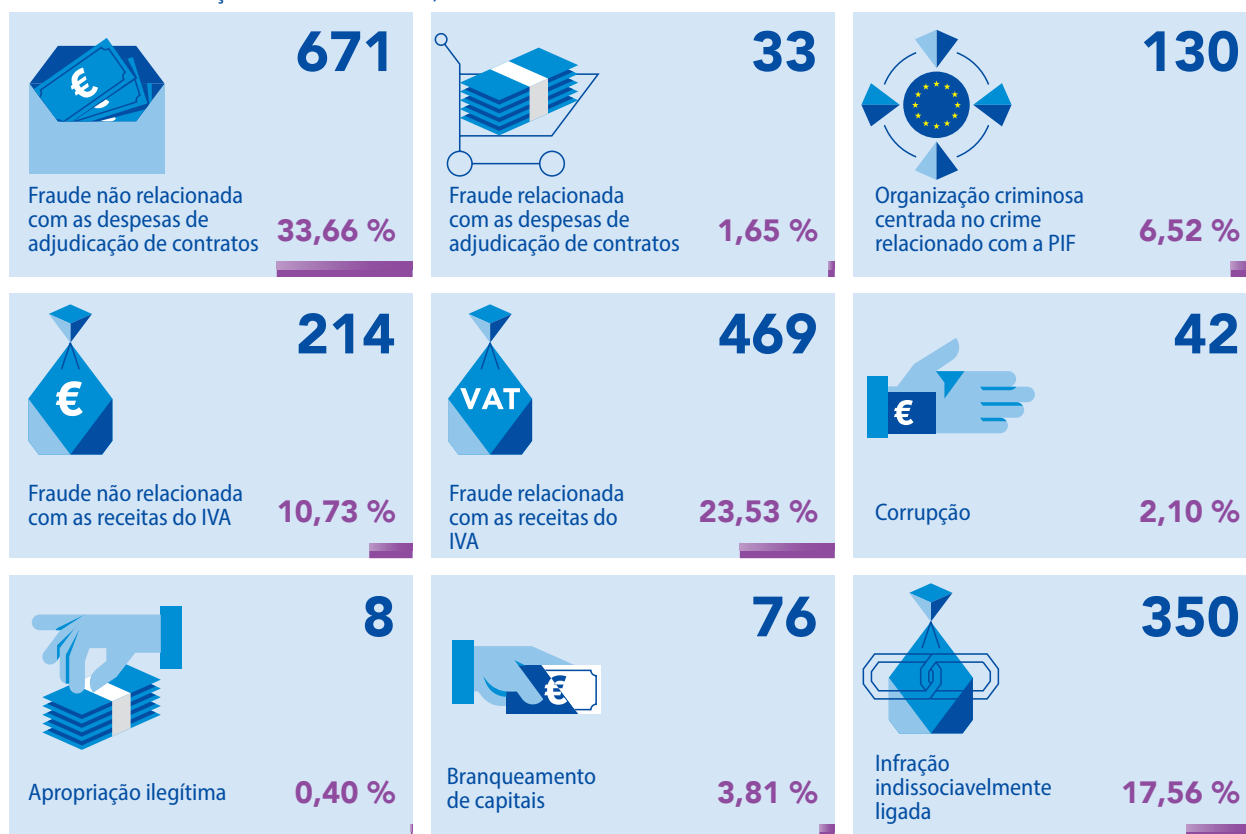 671
Fraude não relacionada
com as despesas de
adjudicação de contratos
33,66 %
33
Fraude relacionada
com as despesas de
adjudicação de contratos
1,65 %
130
Organização criminosa
centrada no crime
relacionado com a PIF
6,52 %
€
214
Fraude não relacionada
com as receitas do IVA
10,73 %
VAT
469
Fraude relacionada
com as receitas do
IVA
23,53 %
€
42
Corrupção
2,10 %
8
Apropriação ilegítima
0,40 %
€
76
Branqueamento
de capitais
3,81 %
350
Infração
indissociavelmente
ligada
17,56 %